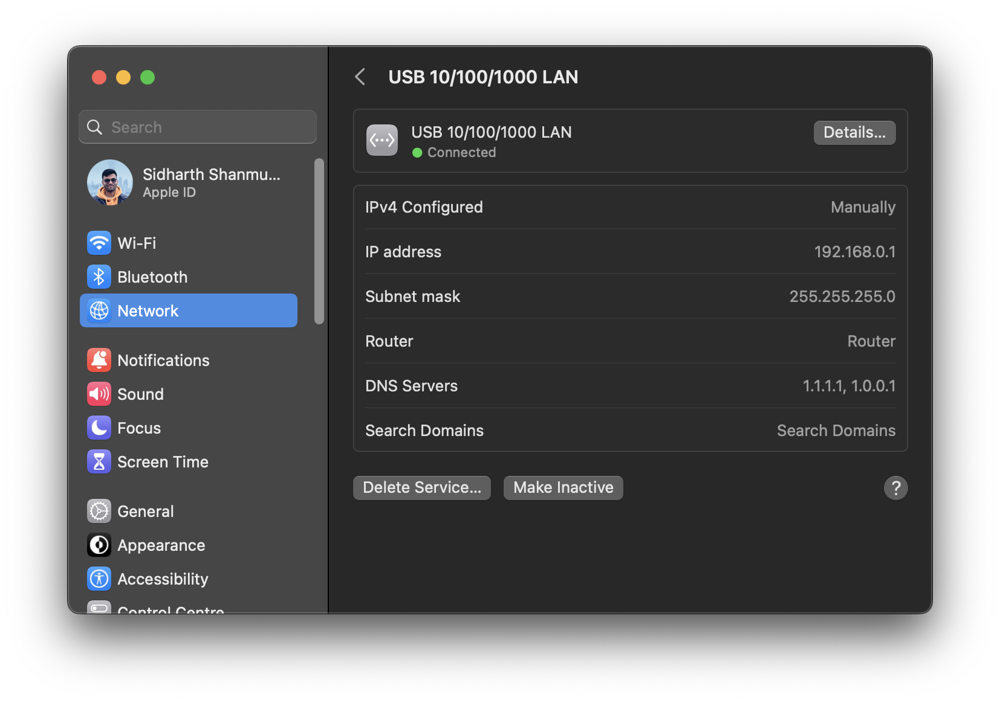 Search
Sidharth Shanmu...
Apple ID
Wi-Fi
Bluetooth
Network
Notifications
Sound
Focus
Screen Time
General
Appearance
Accessibility
Control Centre
USB 10/100/1000 LAN
USB 10/100/1000 LAN
Connected
Details...
IPv4 Configured Manually
IP address 192.168.0.1
Subnet mask 255.255.255.0
Router Router
DNS Servers 1.1.1.1, 1.0.0.1
Search Domains Search Domains
Delete Service... Make Inactive ?